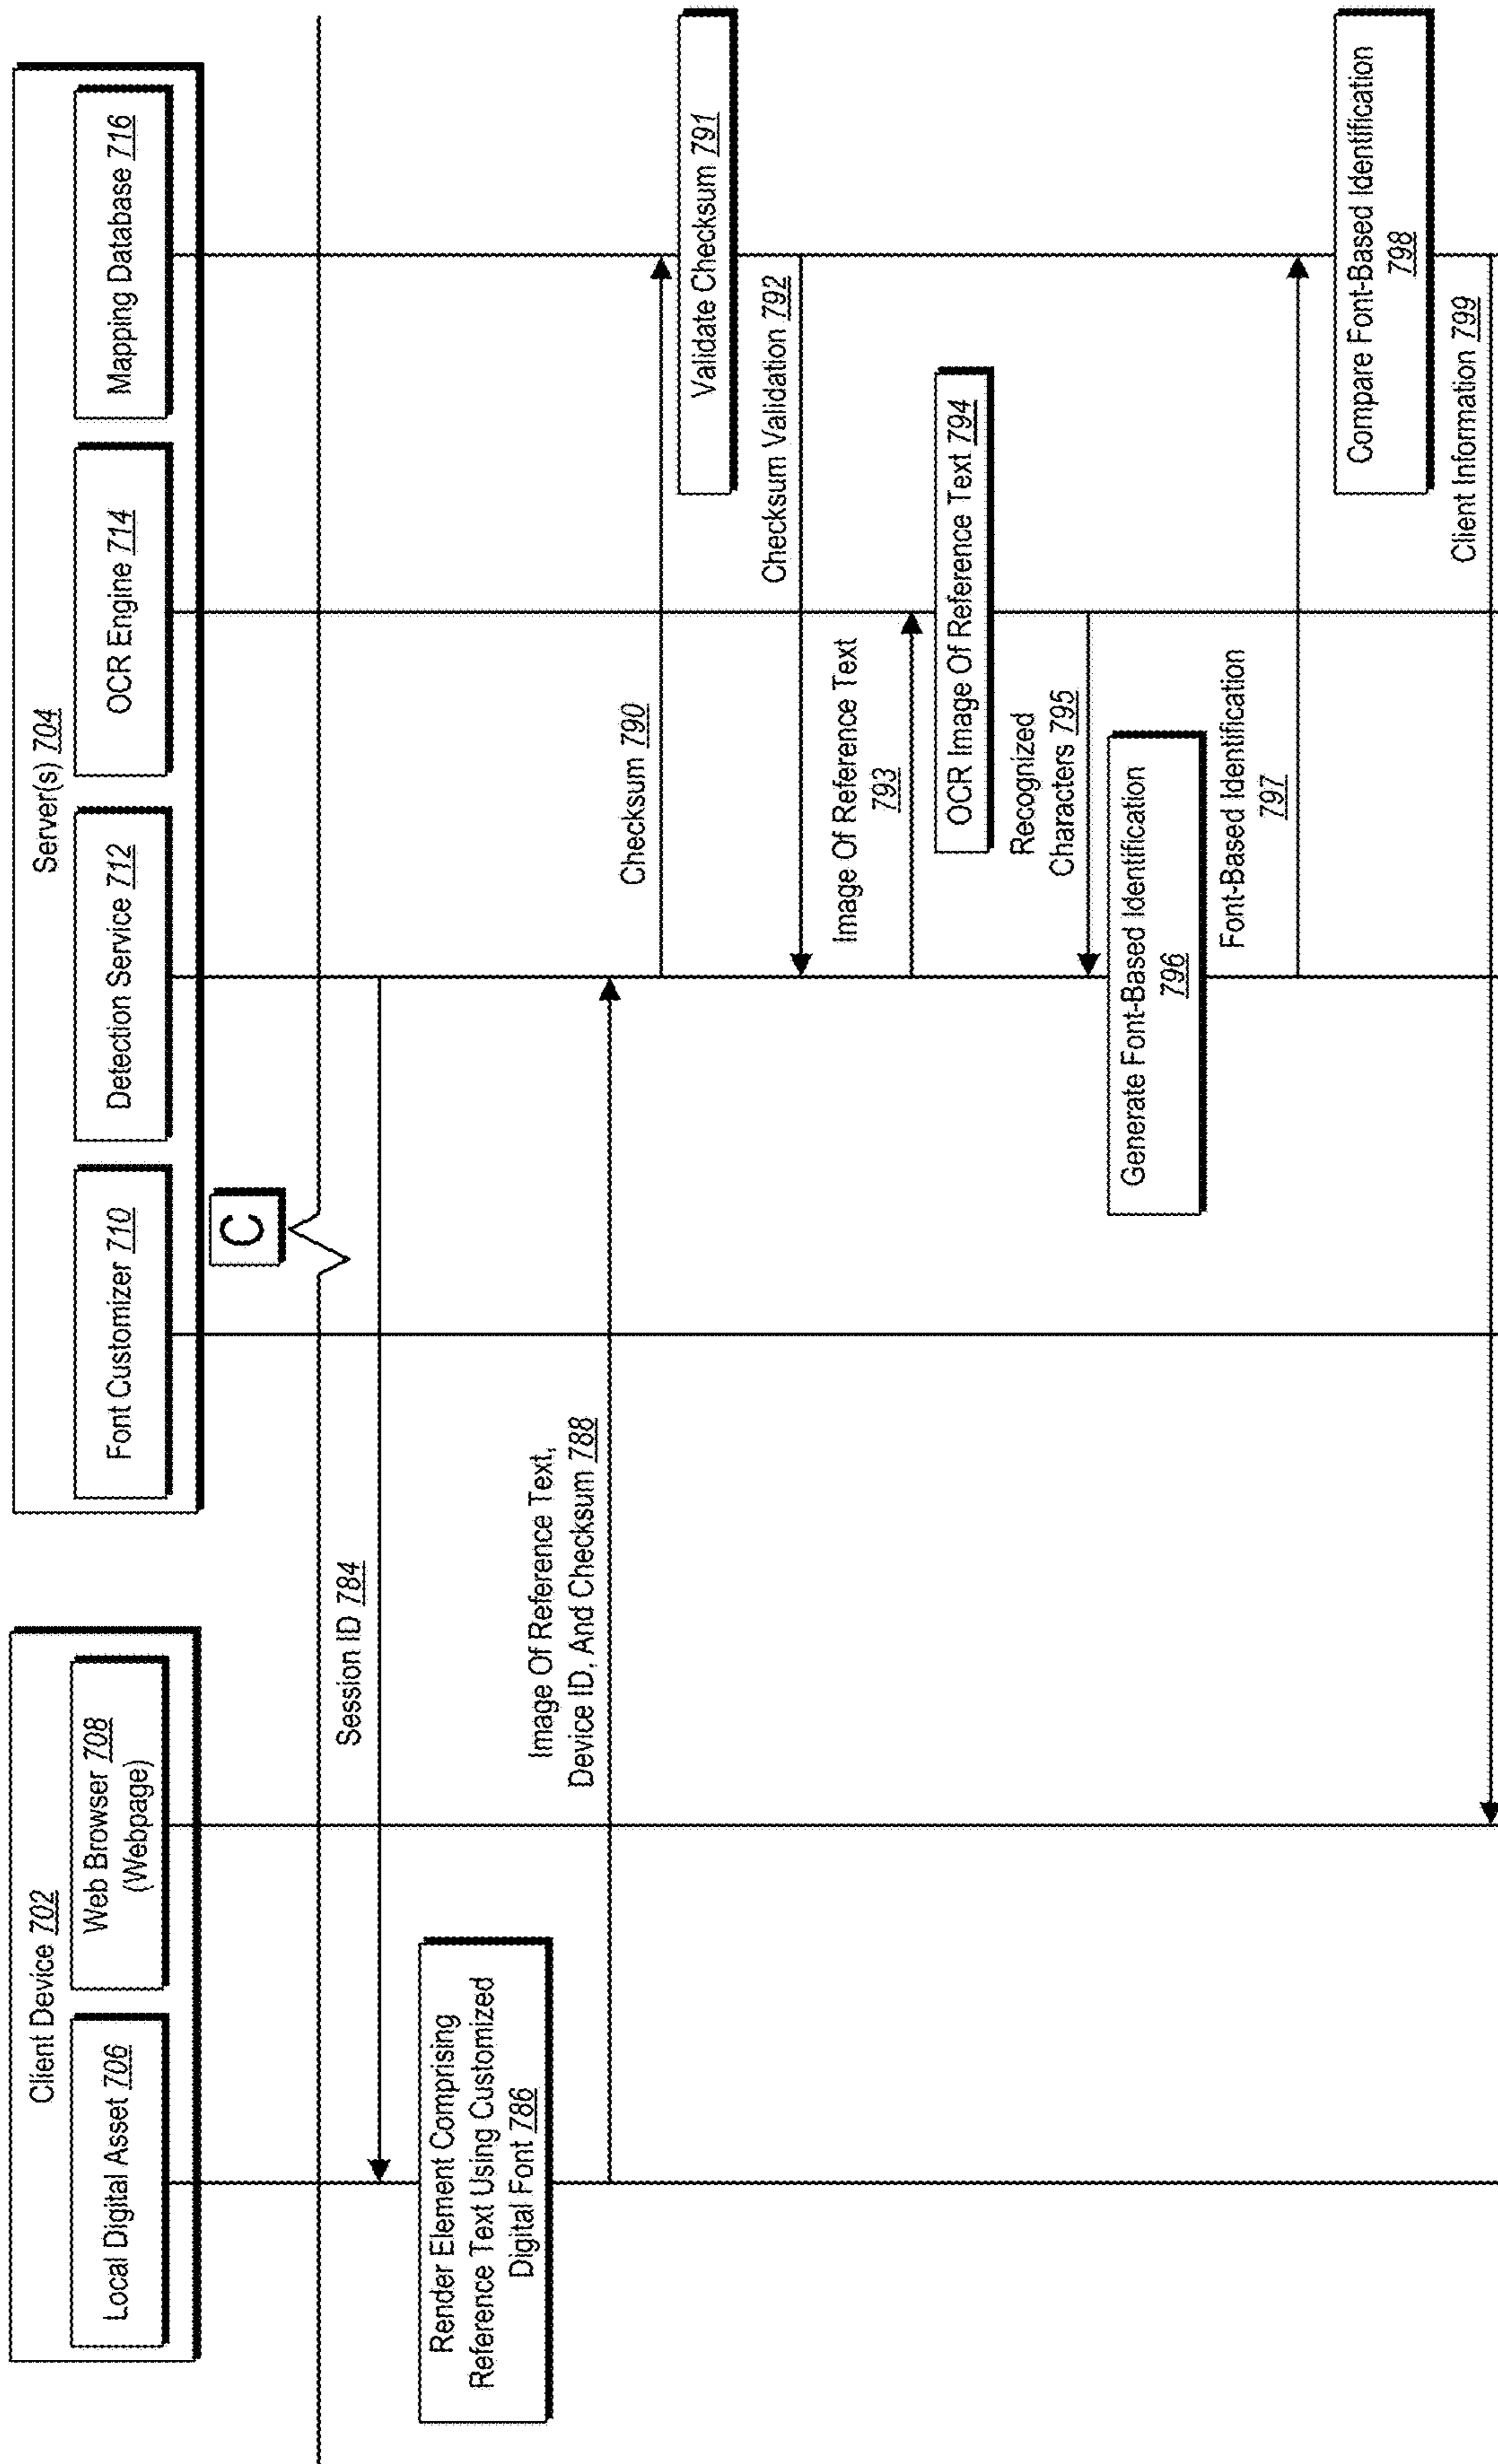 Client Device 702
Local Digital Asset 706
Web Browser 708
(Webpage)
Server(s) 704
Font Customizer 710
Detection Service 712
OCR Engine 714
Mapping Database 716
C
Session ID 784
Render Element Comprising
Reference Text Using Customized
Digital Font 786
Image Of Reference Text,
Device ID, And Checksum 788
Checksum 790
Validate Checksum 791
Checksum Validation 792
Image Of Reference Text
793
OCR Image Of Reference Text 794
Recognized
Characters 795
Generate Font-Based Identification
796
Font-Based Identification
797
Compare Font-Based Identification
798
Client Information 799